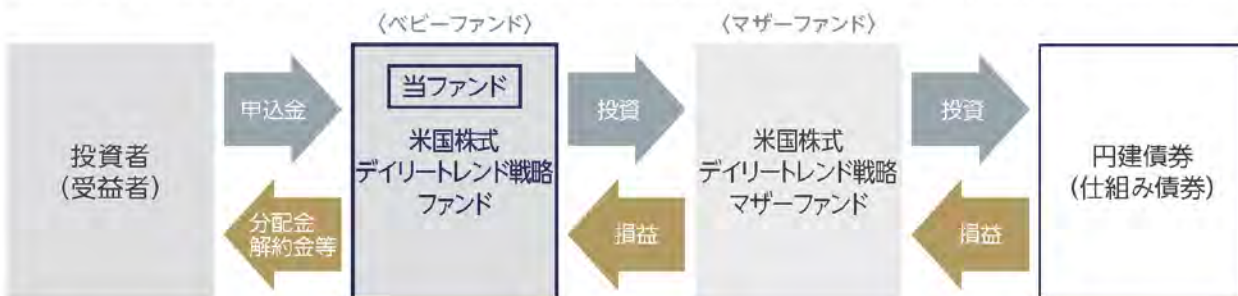 〈ベビーファンド〉
〈マザーファンド〉
投資者
(受益者)
申込金
分配金
解約金等
当ファンド
米国株式
デイリートレンド戦略
ファンド
投資
損益
米国株式
デイリートレンド戦略
マザーファンド
投資
損益
円建債券
(仕組み債券)